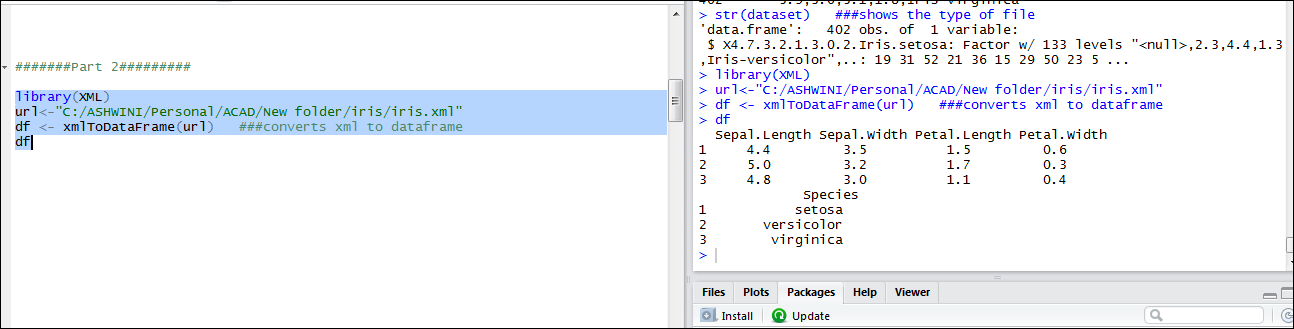 #######Part 2#########
library(XML)
url<-"C:/ASHWINI/Personal/ACAD/New folder/iris/iris.xml"
df <- xmlToDataFrame(url)   ###converts xml to dataframe
df
> str(dataset)   ###shows the type of file
'data.frame':   402 obs. of  1 variable:
 $ X4.7.3.2.1.3.0.2.Iris.setosa: Factor w/ 133 levels "<null>,2.3,4.4,1.3
,Iris-versicolor",..: 19 31 52 21 36 15 29 50 23 5 ...
> library(XML)
> url<-"C:/ASHWINI/Personal/ACAD/New folder/iris/iris.xml"
> df <- xmlToDataFrame(url)   ###converts xml to dataframe
> df
  Sepal.Length Sepal.Width Petal.Length Petal.Width
1          4.4         3.5          1.5         0.6
2          5.0         3.2          1.7         0.3
3          4.8         3.0          1.1         0.4
             Species
1             setosa
2         versicolor
3          virginica
>
Files Plots Packages Help Viewer
Install Update